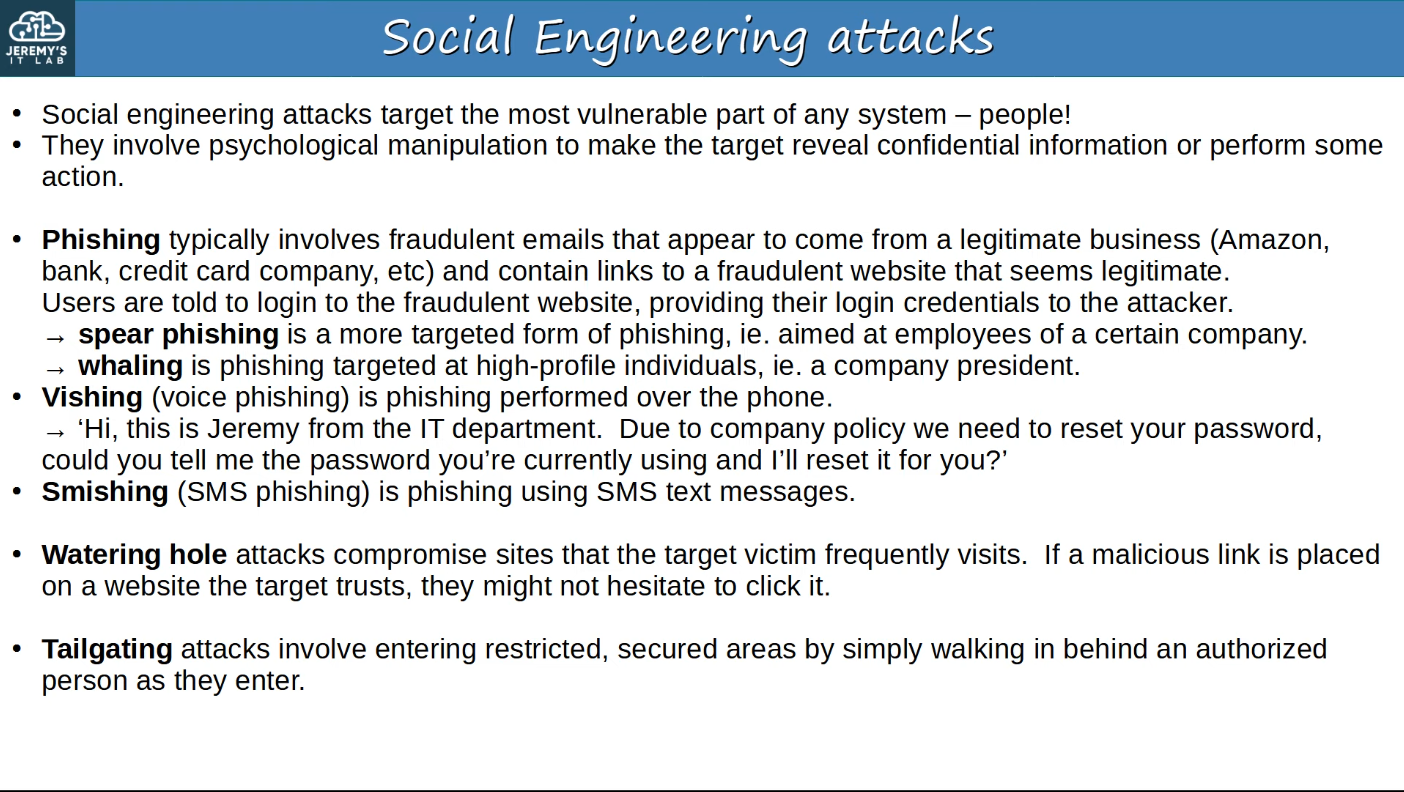 JEREMY'S
IT LAB
Social Engineering attacks
• Social engineering attacks target the most vulnerable part of any system – people!
• They involve psychological manipulation to make the target reveal confidential information or perform some
action.
• Phishing typically involves fraudulent emails that appear to come from a legitimate business (Amazon,
bank, credit card company, etc) and contain links to a fraudulent website that seems legitimate.
Users are told to login to the fraudulent website, providing their login credentials to the attacker.
→ spear phishing is a more targeted form of phishing, ie. aimed at employees of a certain company.
→ whaling is phishing targeted at high-profile individuals, ie. a company president.
• Vishing (voice phishing) is phishing performed over the phone.
→ ‘Hi, this is Jeremy from the IT department.  Due to company policy we need to reset your password,
could you tell me the password you’re currently using and I’ll reset it for you?’
• Smishing (SMS phishing) is phishing using SMS text messages.
• Watering hole attacks compromise sites that the target victim frequently visits.  If a malicious link is placed
on a website the target trusts, they might not hesitate to click it.
• Tailgating attacks involve entering restricted, secured areas by simply walking in behind an authorized
person as they enter.